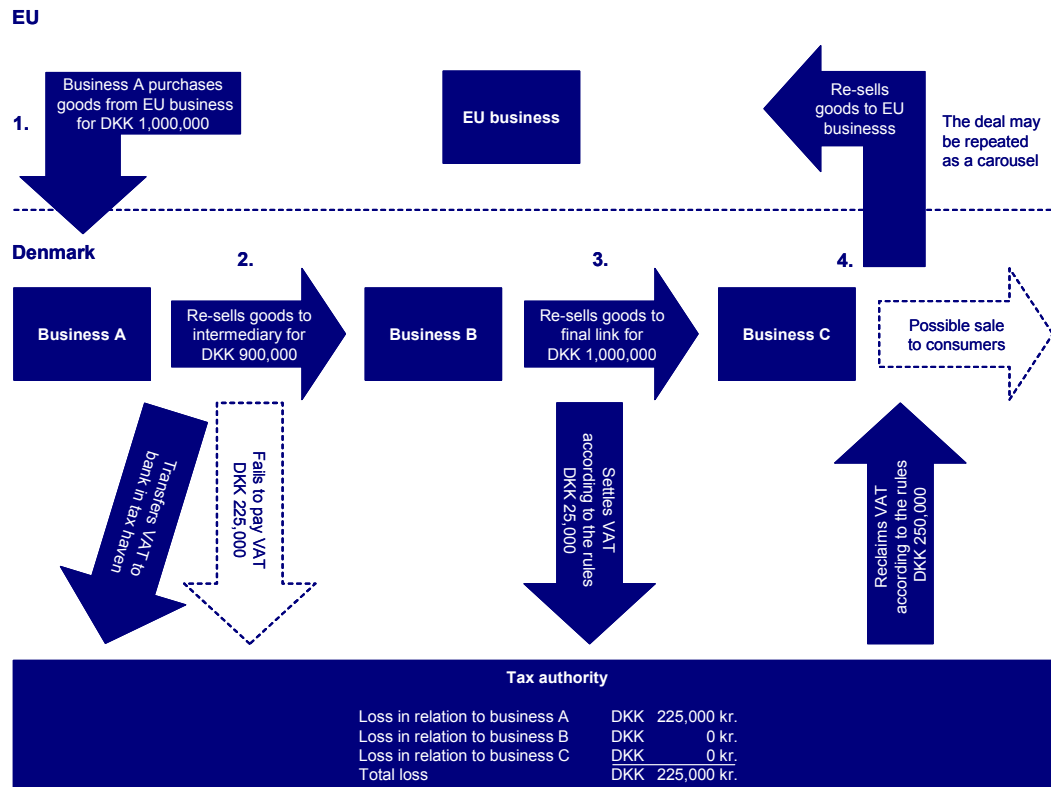 EU
Business A purchases
goods from EU business
for DKK 1,000,000
1.
EU business
Re-sells
goods to EU
businesss
The deal may
be repeated
as a carousel
Denmark
2.
3.
4.
Business A
Re-sells goods to
intermediary for
DKK 900,000
Business B
Re-sells goods to
final link for
DKK 1,000,000
Business C
Possible sale
to consumers
Transfers VAT to
bank in tax haven
Fails to pay VAT
DKK 225,000
Settles VAT
according to the rules
DKK 25,000
Reclaims VAT
according to the rules
DKK 250,000
Tax authority
Loss in relation to business A DKK 225,000 kr.
Loss in relation to business B DKK 0 kr.
Loss in relation to business C DKK 0 kr.
Total loss DKK 225,000 kr.